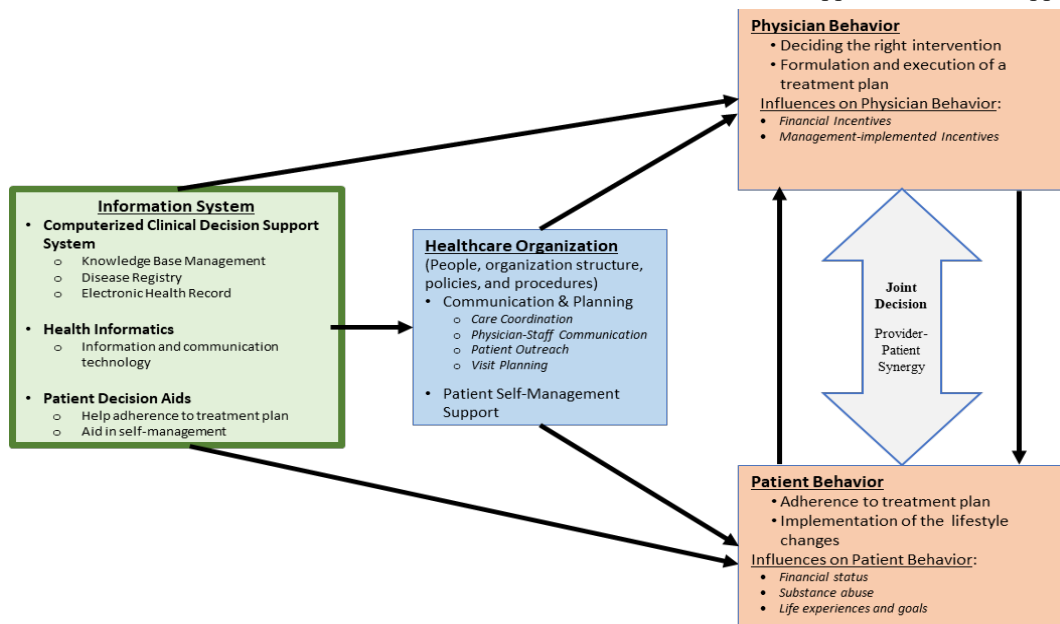 Physician Behavior
• Deciding the right intervention
• Formulation and execution of a
treatment plan
Influences on Physician Behavior:
• Financial Incentives
• Management-implemented Incentives
Information System
• Computerized Clinical Decision Support
System
o Knowledge Base Management
o Disease Registry
o Electronic Health Record
• Health Informatics
o Information and communication
technology
• Patient Decision Aids
o Help adherence to treatment plan
o Aid in self-management
Healthcare Organization
(People, organization structure,
policies, and procedures)
• Communication & Planning
o Care Coordination
o Physician-Staff Communication
o Patient Outreach
o Visit Planning
• Patient Self-Management
Support
Joint
Decision
Provider-
Patient
Synergy
Patient Behavior
• Adherence to treatment plan
• Implementation of the lifestyle
changes
Influences on Patient Behavior:
• Financial status
• Substance abuse
• Life experiences and goals